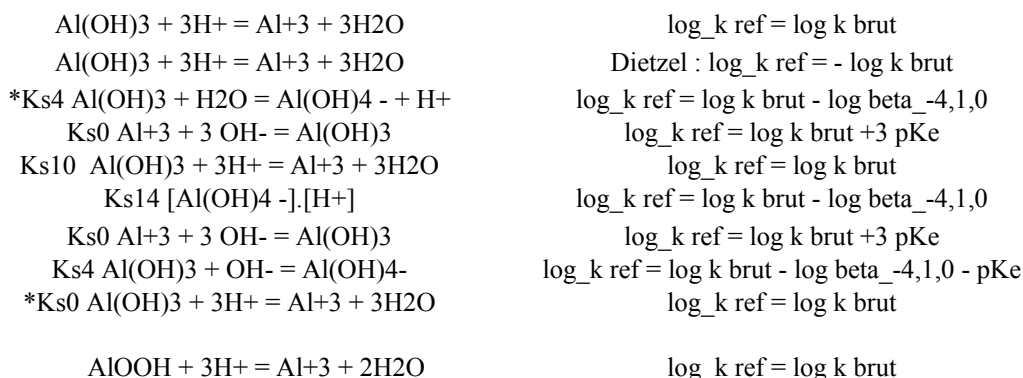 Al(OH)3 + 3H+ = Al+3 + 3H2O log_k ref = log k brut
Al(OH)3 + 3H+ = Al+3 + 3H2O Dietzel : log_k ref = - log k brut
*Ks4 Al(OH)3 + H2O = Al(OH)4 - + H+ log_k ref = log k brut - log beta_-4,1,0
Ks0 Al+3 + 3 OH- = Al(OH)3 log_k ref = log k brut +3 pKe
Ks10 Al(OH)3 + 3H+ = Al+3 + 3H2O log_k ref = log k brut
Ks14 [Al(OH)4 -].[H+] log_k ref = log k brut - log beta_-4,1,0
Ks0 Al+3 + 3 OH- = Al(OH)3 log_k ref = log k brut +3 pKe
Ks4 Al(OH)3 + OH- = Al(OH)4- log_k ref = log k brut - log beta_-4,1,0 - pKe
*Ks0 Al(OH)3 + 3H+ = Al+3 + 3H2O log_k ref = log k brut
AlOOH + 3H+ = Al+3 + 2H2O log_k ref = log k brut